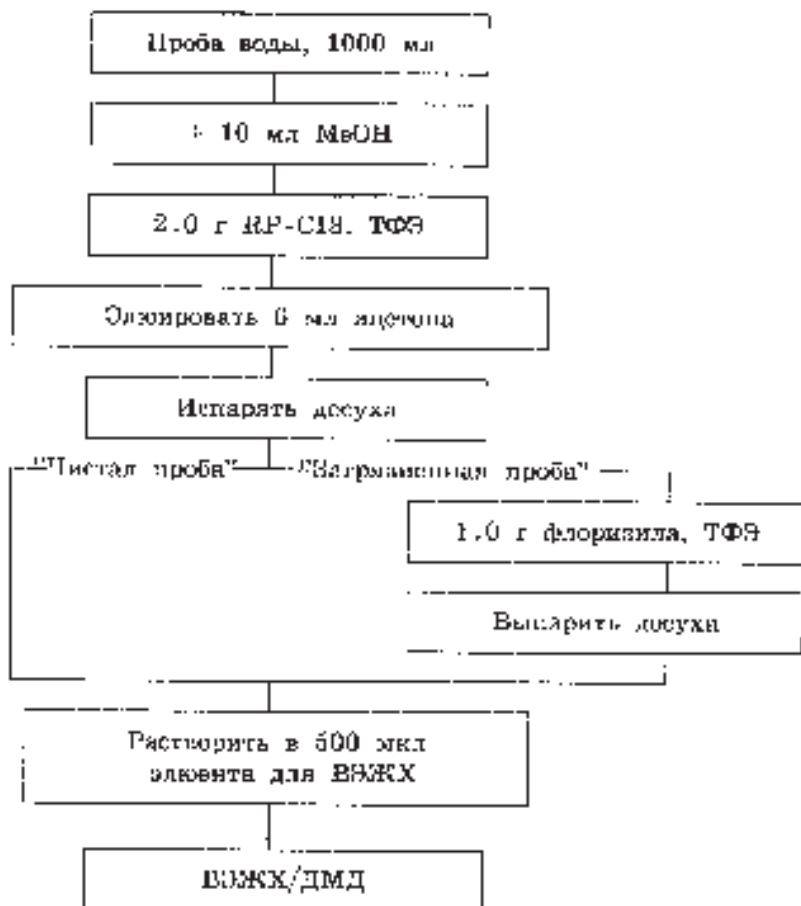 Проба воды, 1000 мл
+ 10 мл MeOH
2.0 г RP-C18. ТФЭ
Элюировать 6 мл ацетона
Испарять досуха
"Чистая проба" "Загрязненная проба"
1.0 г флоризила, ТФЭ
Выпарить досуха
Растворить в 500 мкл
элюента для ВЭЖХ
ВЭЖХ/ДМД